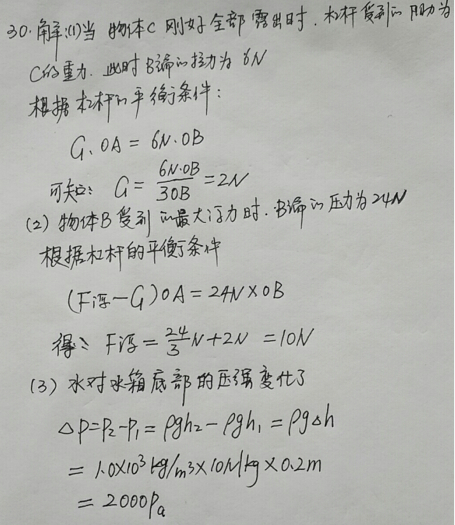 30.解:(1)当物体C刚好全部露出时.杠杆受到的阻力为
C的重力.此时B端的拉力为6N
根据杠杆的平衡条件:
G.OA=6N.OB
可知: G=6N.OB/3OB=2N
(2)物体B受到的最大浮力时.B端的压力为24N
根据杠杆的平衡条件
(F浮-G)OA=24N×OB
得: F浮=24/3N+2N=10N
(3)水对水箱底部的压强变化了
△P=P₂-P₁=ρgh₂-ρgh₁=ρg△h
=1.0×10³kg/m³×10N/kg×0.2m
=2000Pa